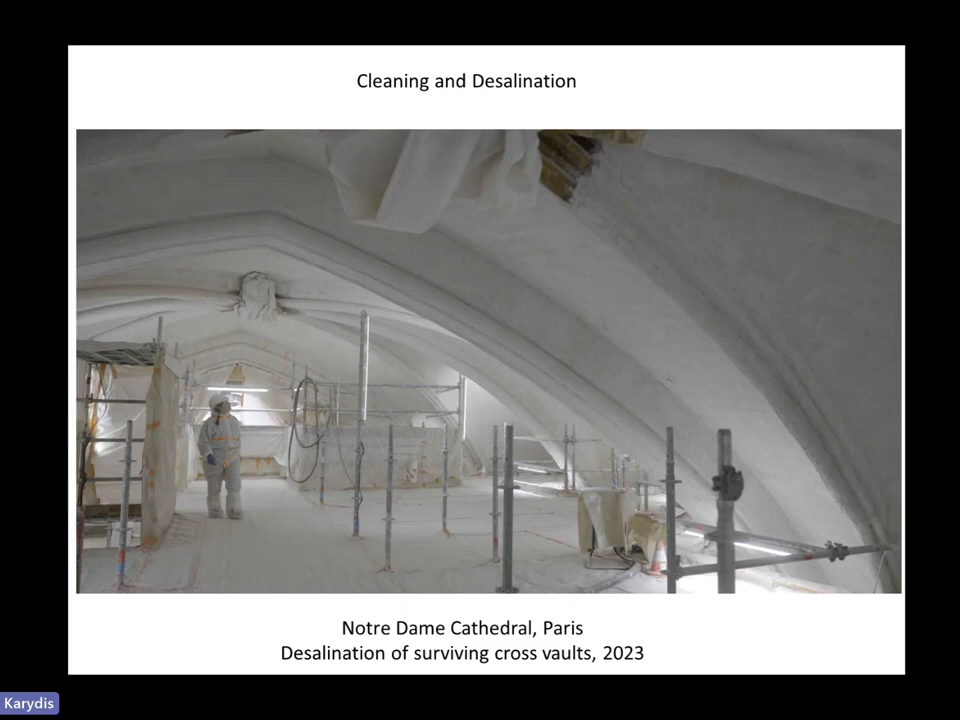 Cleaning and Desalination
Notre Dame Cathedral, Paris
Desalination of surviving cross vaults, 2023
Karydis